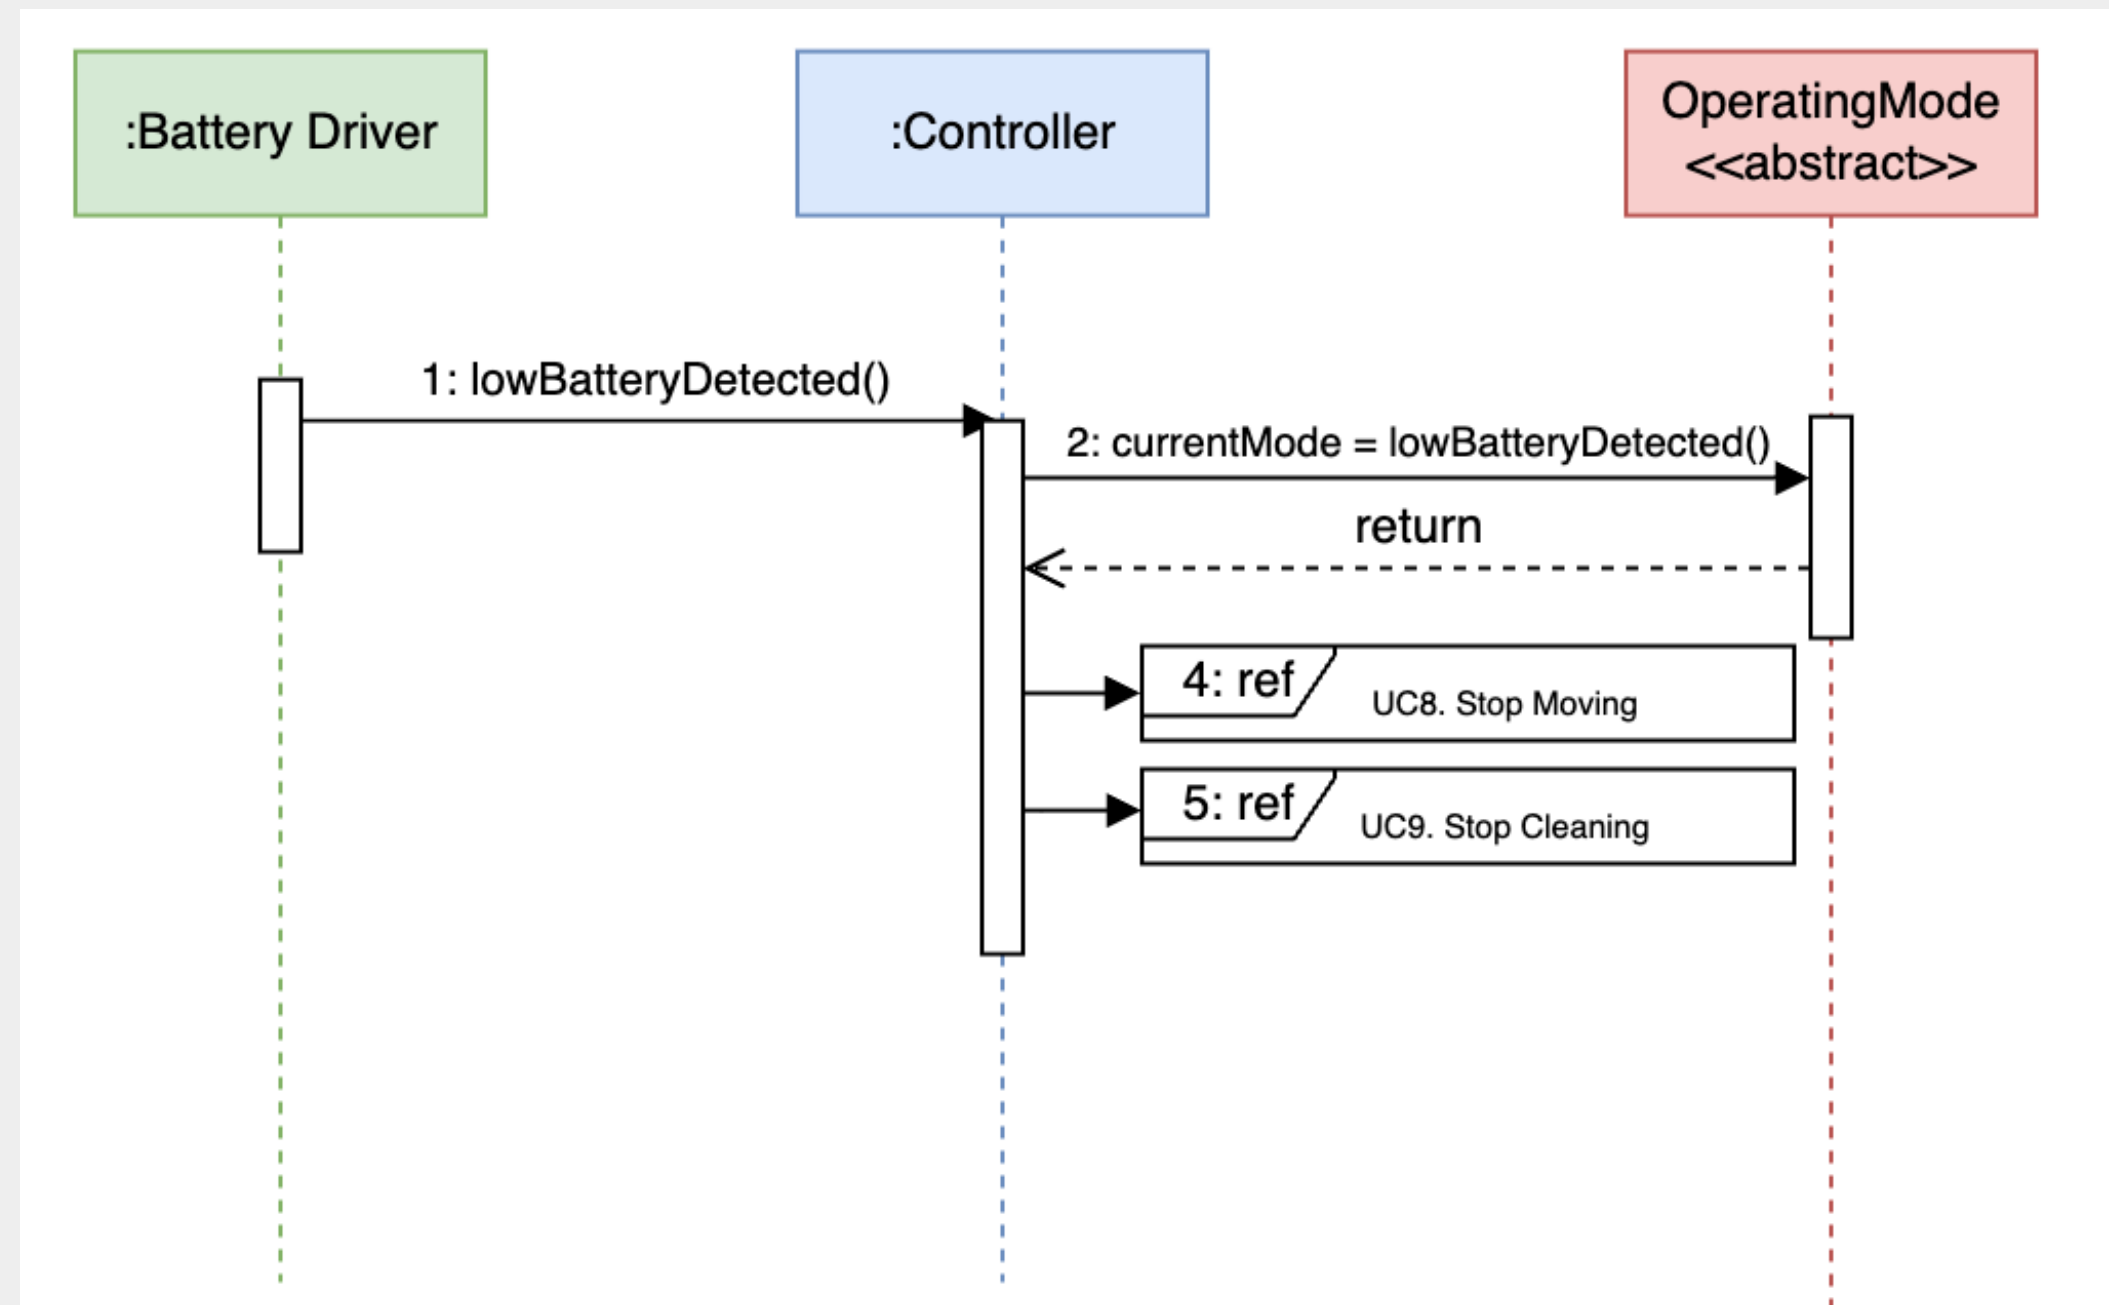 :Battery Driver
:Controller
OperatingMode
<<abstract>>
1: lowBatteryDetected()
2: currentMode = lowBatteryDetected()
return
4: ref
UC8. Stop Moving
5: ref
UC9. Stop Cleaning